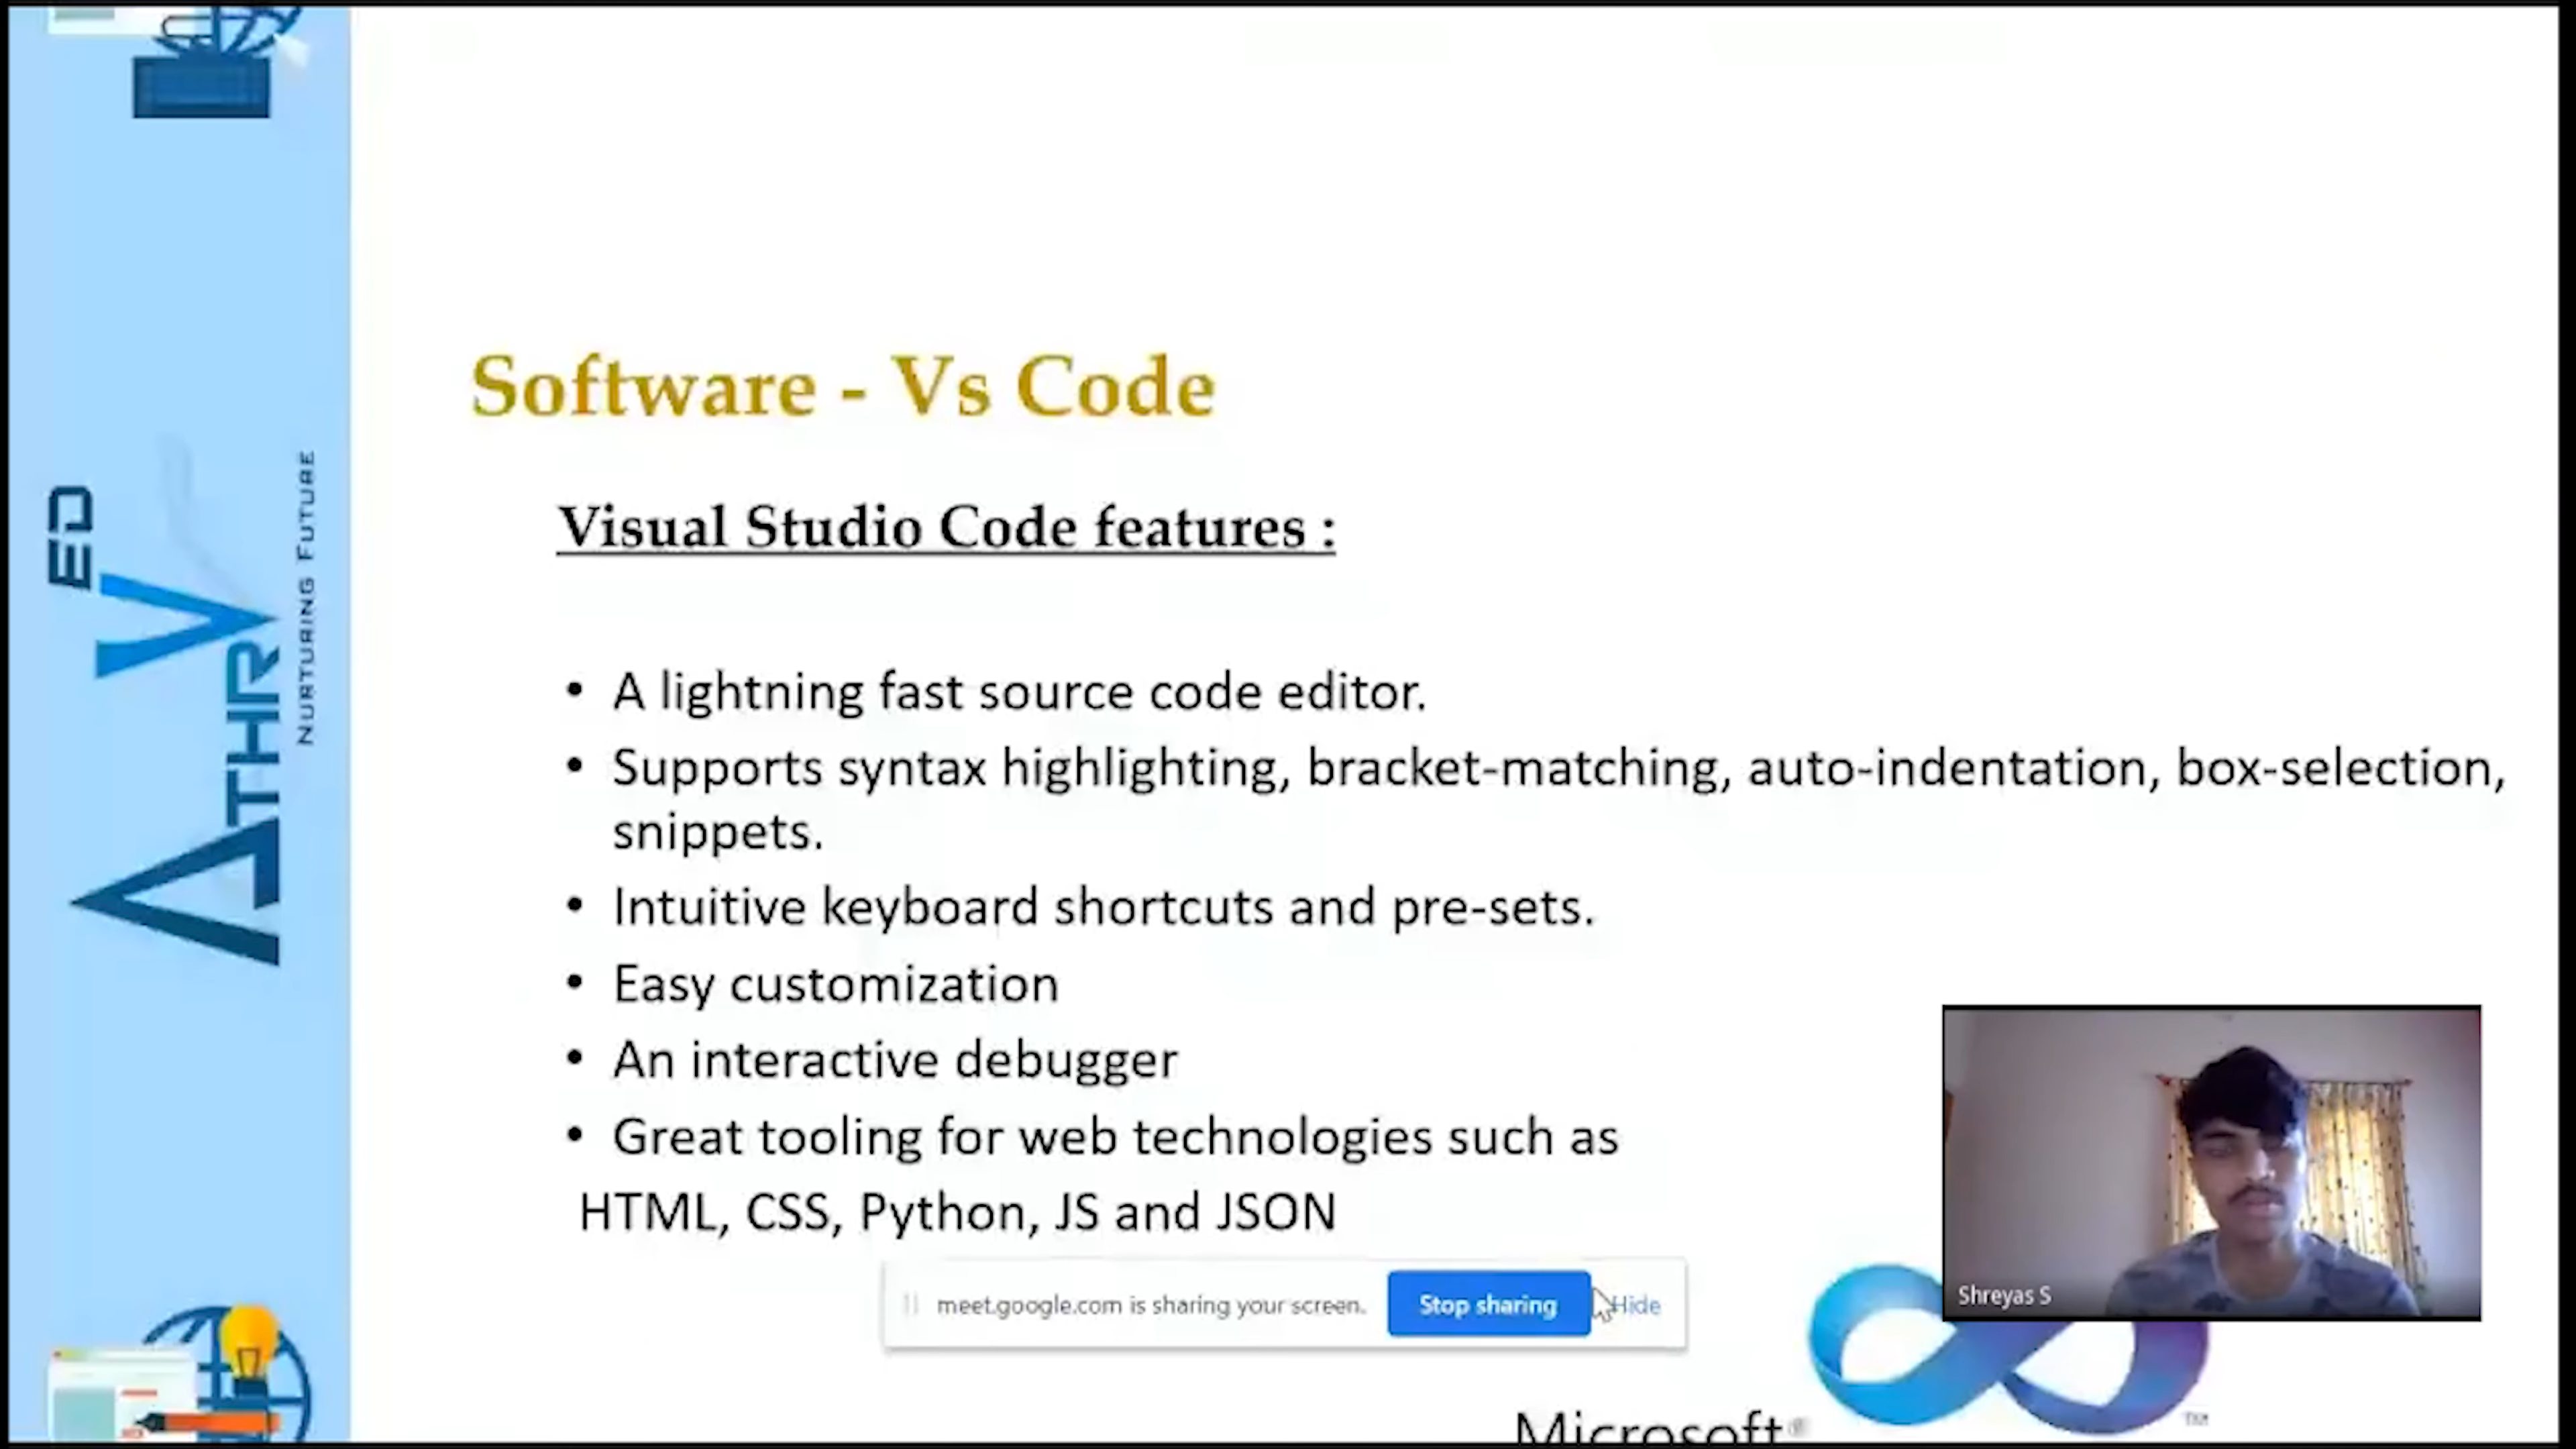 ATHRV ED
NURTURING FUTURE
Software - Vs Code
Visual Studio Code features :
• A lightning fast source code editor.
• Supports syntax highlighting, bracket-matching, auto-indentation, box-selection,
snippets.
• Intuitive keyboard shortcuts and pre-sets.
• Easy customization
• An interactive debugger
• Great tooling for web technologies such as
HTML, CSS, Python, JS and JSON
meet.google.com is sharing your screen. Stop sharing Hide
Shreyas S
Microsoft®
TM